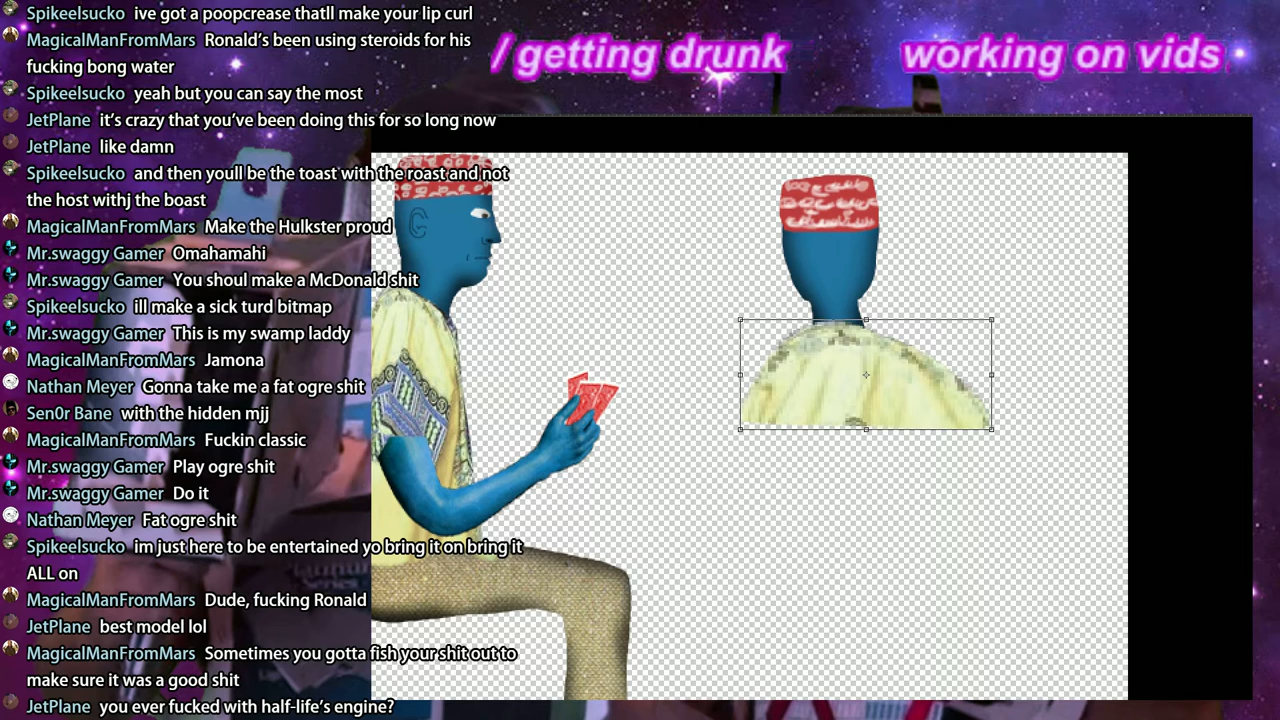 Spikeelsucko ive got a poopcrease thatll make your lip curl
MagicalManFromMars Ronald’s been using steroids for his
fucking bong water
Spikeelsucko yeah but you can say the most
JetPlane it’s crazy that you’ve been doing this for so long now
JetPlane like damn
Spikeelsucko and then youll be the toast with the roast and not
the host withj the boast
MagicalManFromMars Make the Hulkster proud
Mr.swaggy Gamer Omahamahi
Mr.swaggy Gamer You shoul make a McDonald shit
Spikeelsucko ill make a sick turd bitmap
Mr.swaggy Gamer This is my swamp laddy
MagicalManFromMars Jamona
Nathan Meyer Gonna take me a fat ogre shit
Sen0r Bane with the hidden mjj
MagicalManFromMars Fuckin classic
Mr.swaggy Gamer Play ogre shit
Mr.swaggy Gamer Do it
Nathan Meyer Fat ogre shit
Spikeelsucko im just here to be entertained yo bring it on bring it
ALL on
MagicalManFromMars Dude, fucking Ronald
JetPlane best model lol
MagicalManFromMars Sometimes you gotta fish your shit out to
make sure it was a good shit
JetPlane you ever fucked with half-life’s engine?
/ getting drunk
working on vids